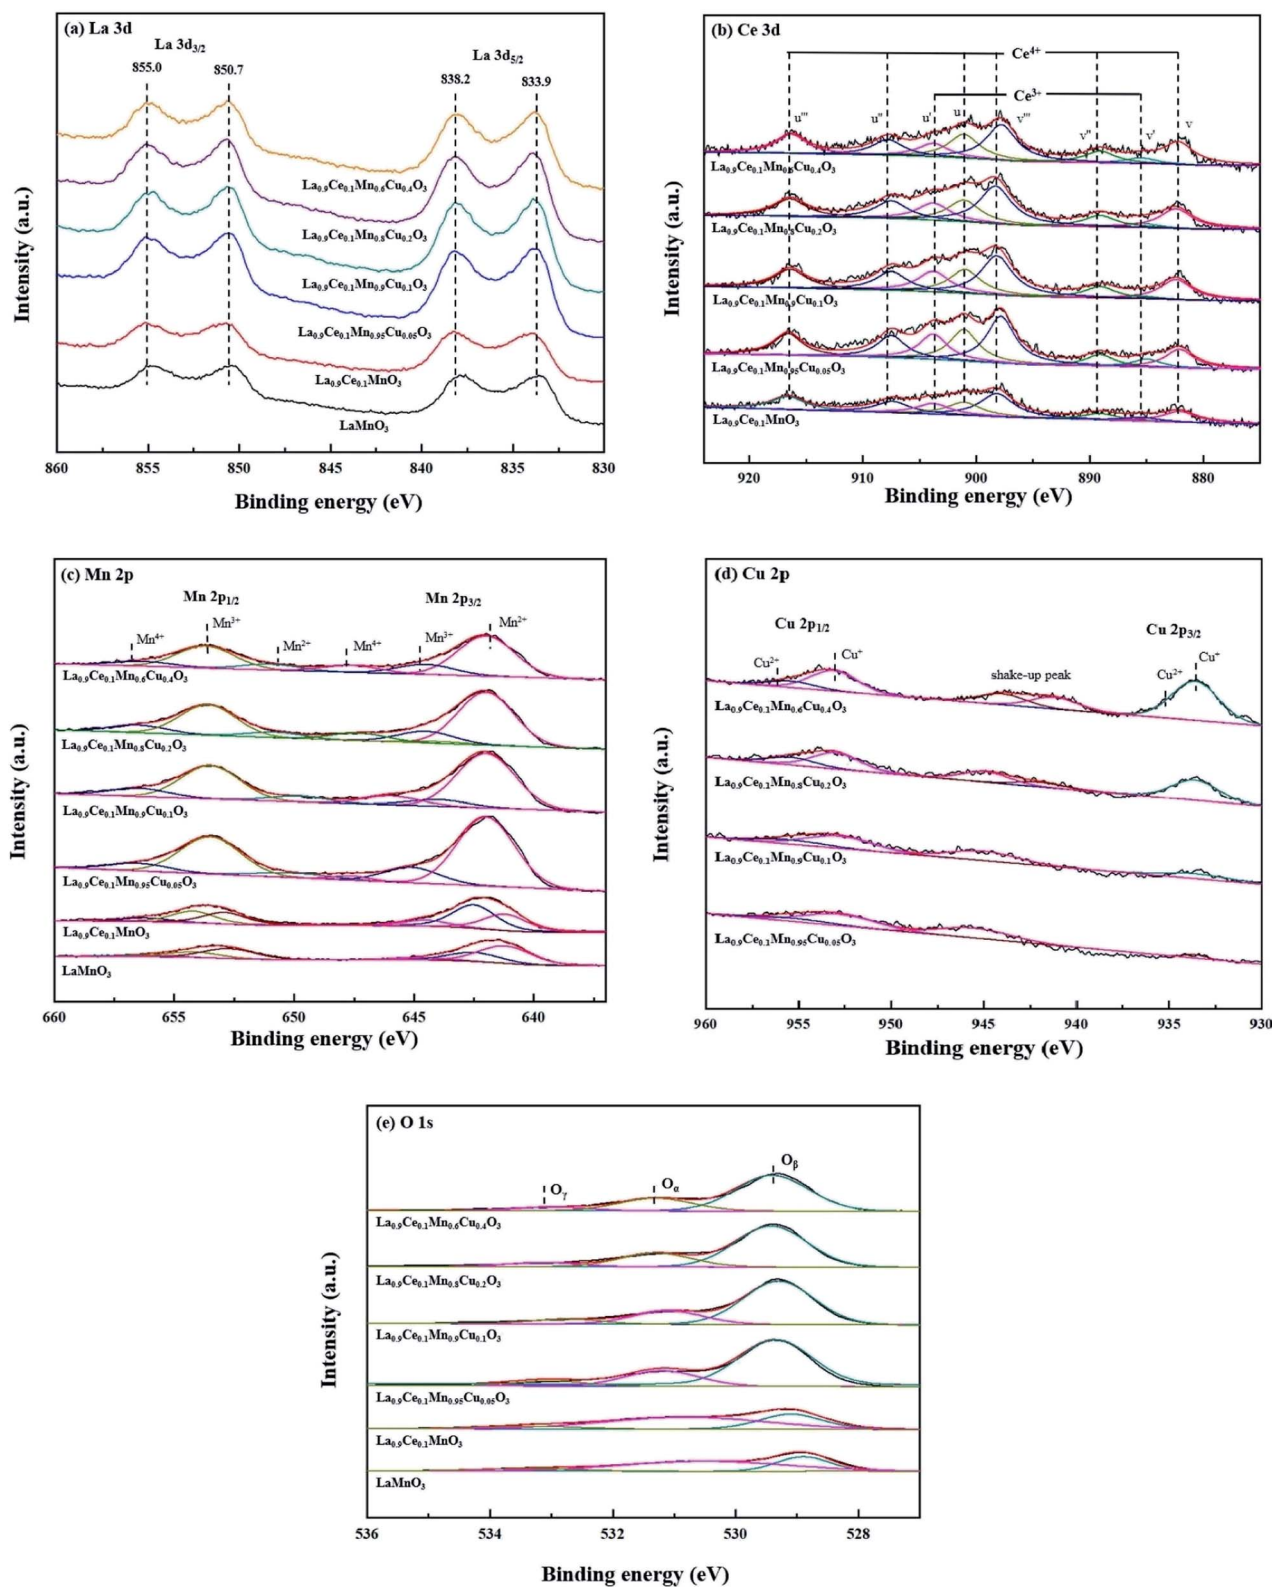 (a) La 3d
La 3d₃/₂
La 3d₅/₂
855.0 850.7 838.2 833.9
La₀.₉Ce₀.₁Mn₀.₆Cu₀.₄O₃
La₀.₉Ce₀.₁Mn₀.₈Cu₀.₂O₃
La₀.₉Ce₀.₁Mn₀.₉Cu₀.₁O₃
La₀.₉Ce₀.₁Mn₀.₉₅Cu₀.₀₅O₃
La₀.₉Ce₀.₁MnO₃
LaMnO₃
Intensity (a.u.)
860 855 850 845 840 835 830
Binding energy (eV)
(b) Ce 3d
Ce⁴⁺
Ce³⁺
u''' u'' u' u v''' v'' v' v
La₀.₉Ce₀.₁Mn₀.₆Cu₀.₄O₃
La₀.₉Ce₀.₁Mn₀.₈Cu₀.₂O₃
La₀.₉Ce₀.₁Mn₀.₉Cu₀.₁O₃
La₀.₉Ce₀.₁Mn₀.₉₅Cu₀.₀₅O₃
La₀.₉Ce₀.₁MnO₃
Intensity (a.u.)
920 910 900 890 880
Binding energy (eV)
(c) Mn 2p
Mn 2p₁/₂ Mn 2p₃/₂
Mn⁴⁺ Mn³⁺ Mn²⁺ Mn⁴⁺ Mn³⁺ Mn²⁺
La₀.₉Ce₀.₁Mn₀.₆Cu₀.₄O₃
La₀.₉Ce₀.₁Mn₀.₈Cu₀.₂O₃
La₀.₉Ce₀.₁Mn₀.₉Cu₀.₁O₃
La₀.₉Ce₀.₁Mn₀.₉₅Cu₀.₀₅O₃
La₀.₉Ce₀.₁MnO₃
LaMnO₃
Intensity (a.u.)
660 655 650 645 640
Binding energy (eV)
(d) Cu 2p
Cu 2p₁/₂ Cu 2p₃/₂
Cu²⁺ Cu⁺ shake-up peak Cu²⁺ Cu⁺
La₀.₉Ce₀.₁Mn₀.₆Cu₀.₄O₃
La₀.₉Ce₀.₁Mn₀.₈Cu₀.₂O₃
La₀.₉Ce₀.₁Mn₀.₉Cu₀.₁O₃
La₀.₉Ce₀.₁Mn₀.₉₅Cu₀.₀₅O₃
Intensity (a.u.)
960 955 950 945 940 935 930
Binding energy (eV)
(e) O 1s
Oᵧ Oα Oᵦ
La₀.₉Ce₀.₁Mn₀.₆Cu₀.₄O₃
La₀.₉Ce₀.₁Mn₀.₈Cu₀.₂O₃
La₀.₉Ce₀.₁Mn₀.₉Cu₀.₁O₃
La₀.₉Ce₀.₁Mn₀.₉₅Cu₀.₀₅O₃
La₀.₉Ce₀.₁MnO₃
LaMnO₃
Intensity (a.u.)
536 534 532 530 528
Binding energy (eV)